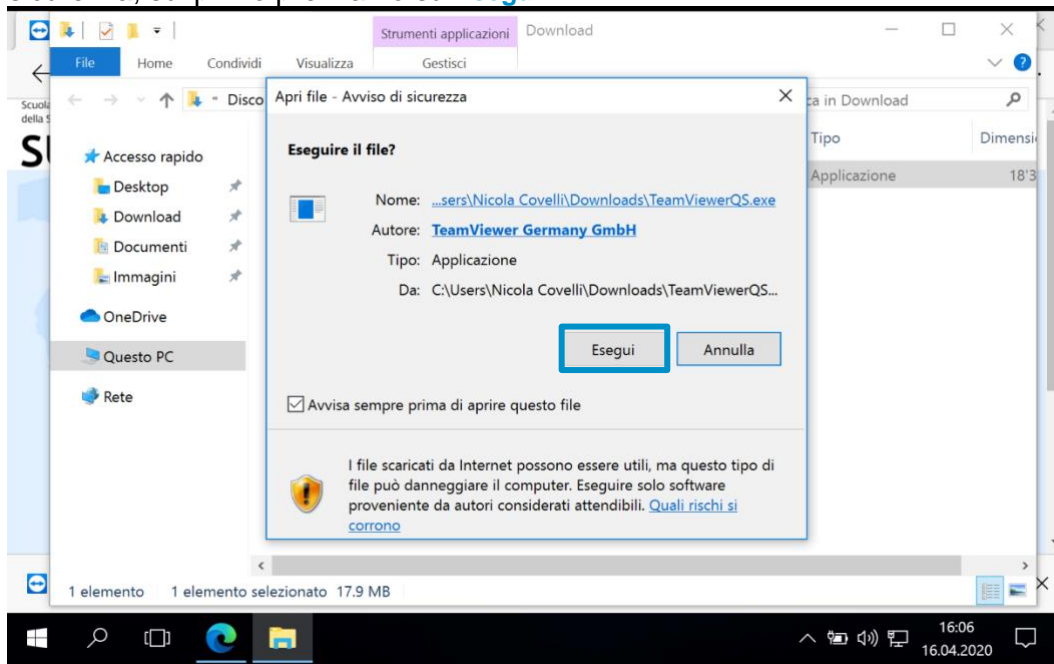 Strumenti applicazioni Download
File Home Condividi Visualizza Gestisci
Disco
ca in Download
Scuola
della S
SU
Apri file - Avviso di sicurezza
Tipo Dimensi
Applicazione 18'3
Accesso rapido
Desktop
Download
Documenti
Immagini
OneDrive
Questo PC
Rete
Eseguire il file?
Nome: ...sers\Nicola Covelli\Downloads\TeamViewerQS.exe
Autore: TeamViewer Germany GmbH
Tipo: Applicazione
Da: C:\Users\Nicola Covelli\Downloads\TeamViewerQS...
Esegui Annulla
Avvisa sempre prima di aprire questo file
I file scaricati da Internet possono essere utili, ma questo tipo di
file può danneggiare il computer. Eseguire solo software
proveniente da autori considerati attendibili. Quali rischi si
corrono
1 elemento 1 elemento selezionato 17.9 MB
16:06
16.04.2020